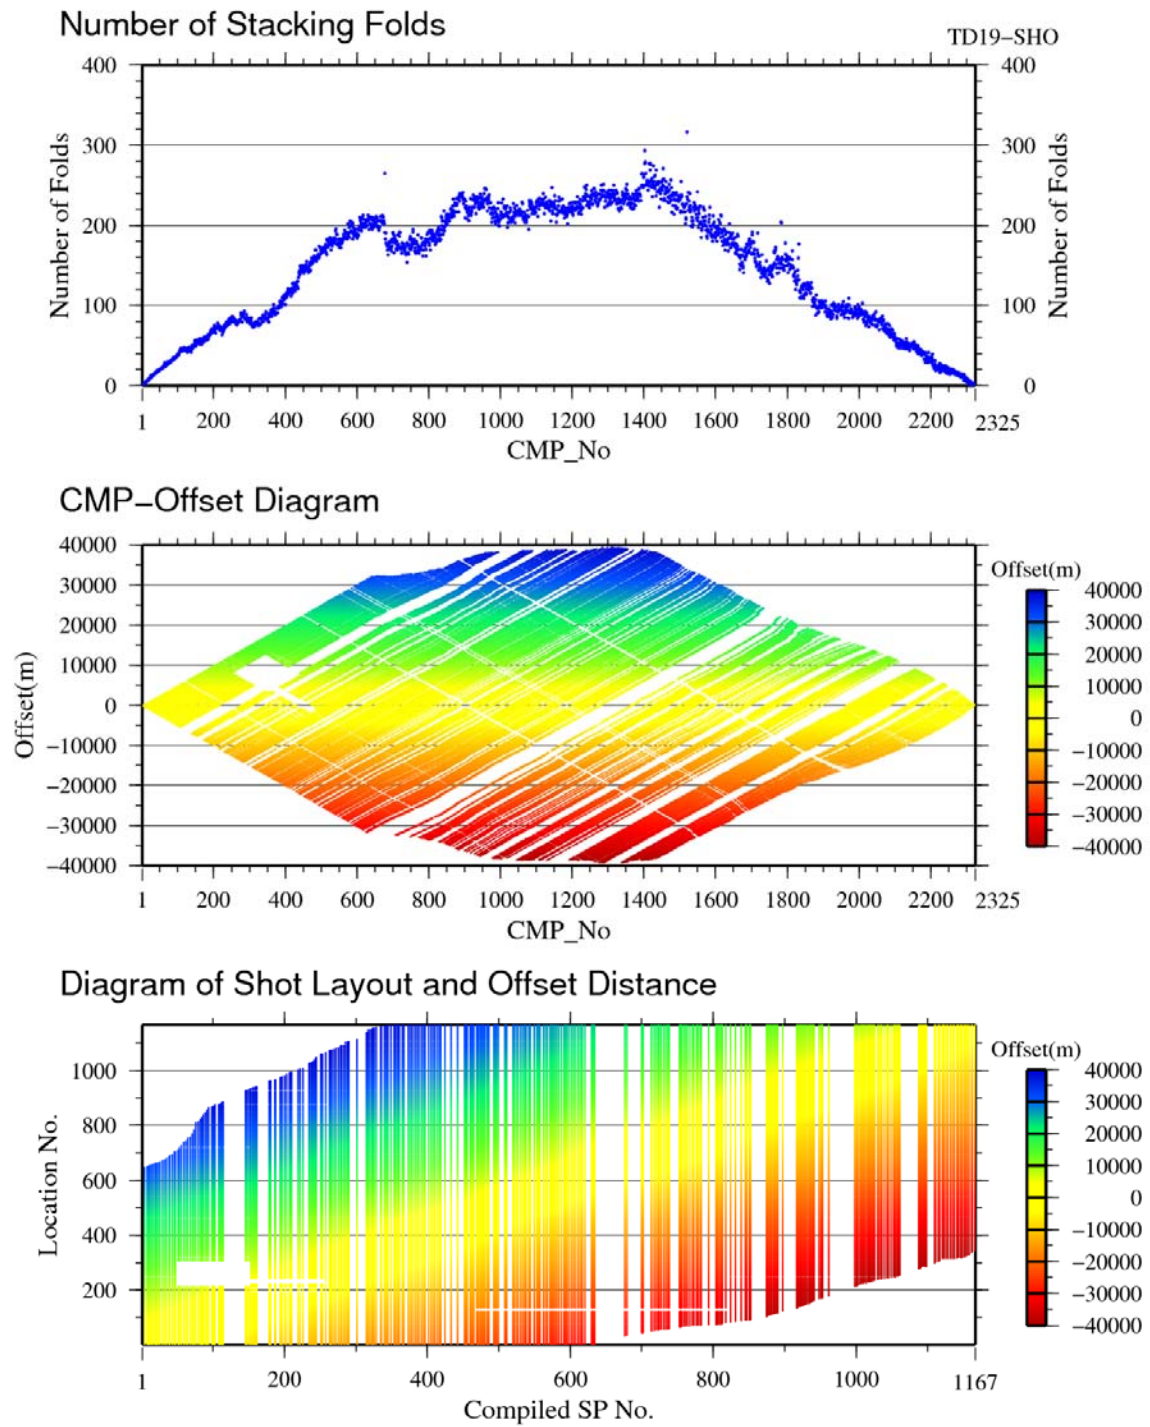 Number of Stacking Folds
TD19-SHO
400 400
300 300
200 200
100 100
0 0
Number of Folds
Number of Folds
1 200 400 600 800 1000 1200 1400 1600 1800 2000 2200 2325
CMP_No
CMP-Offset Diagram
40000
30000
20000
10000
0
-10000
-20000
-30000
-40000
Offset(m)
1 200 400 600 800 1000 1200 1400 1600 1800 2000 2200 2325
CMP_No
Offset(m)
40000
30000
20000
10000
0
-10000
-20000
-30000
-40000
Diagram of Shot Layout and Offset Distance
1000
800
600
400
200
Location No.
1 200 400 600 800 1000 1167
Compiled SP No.
Offset(m)
40000
30000
20000
10000
0
-10000
-20000
-30000
-40000